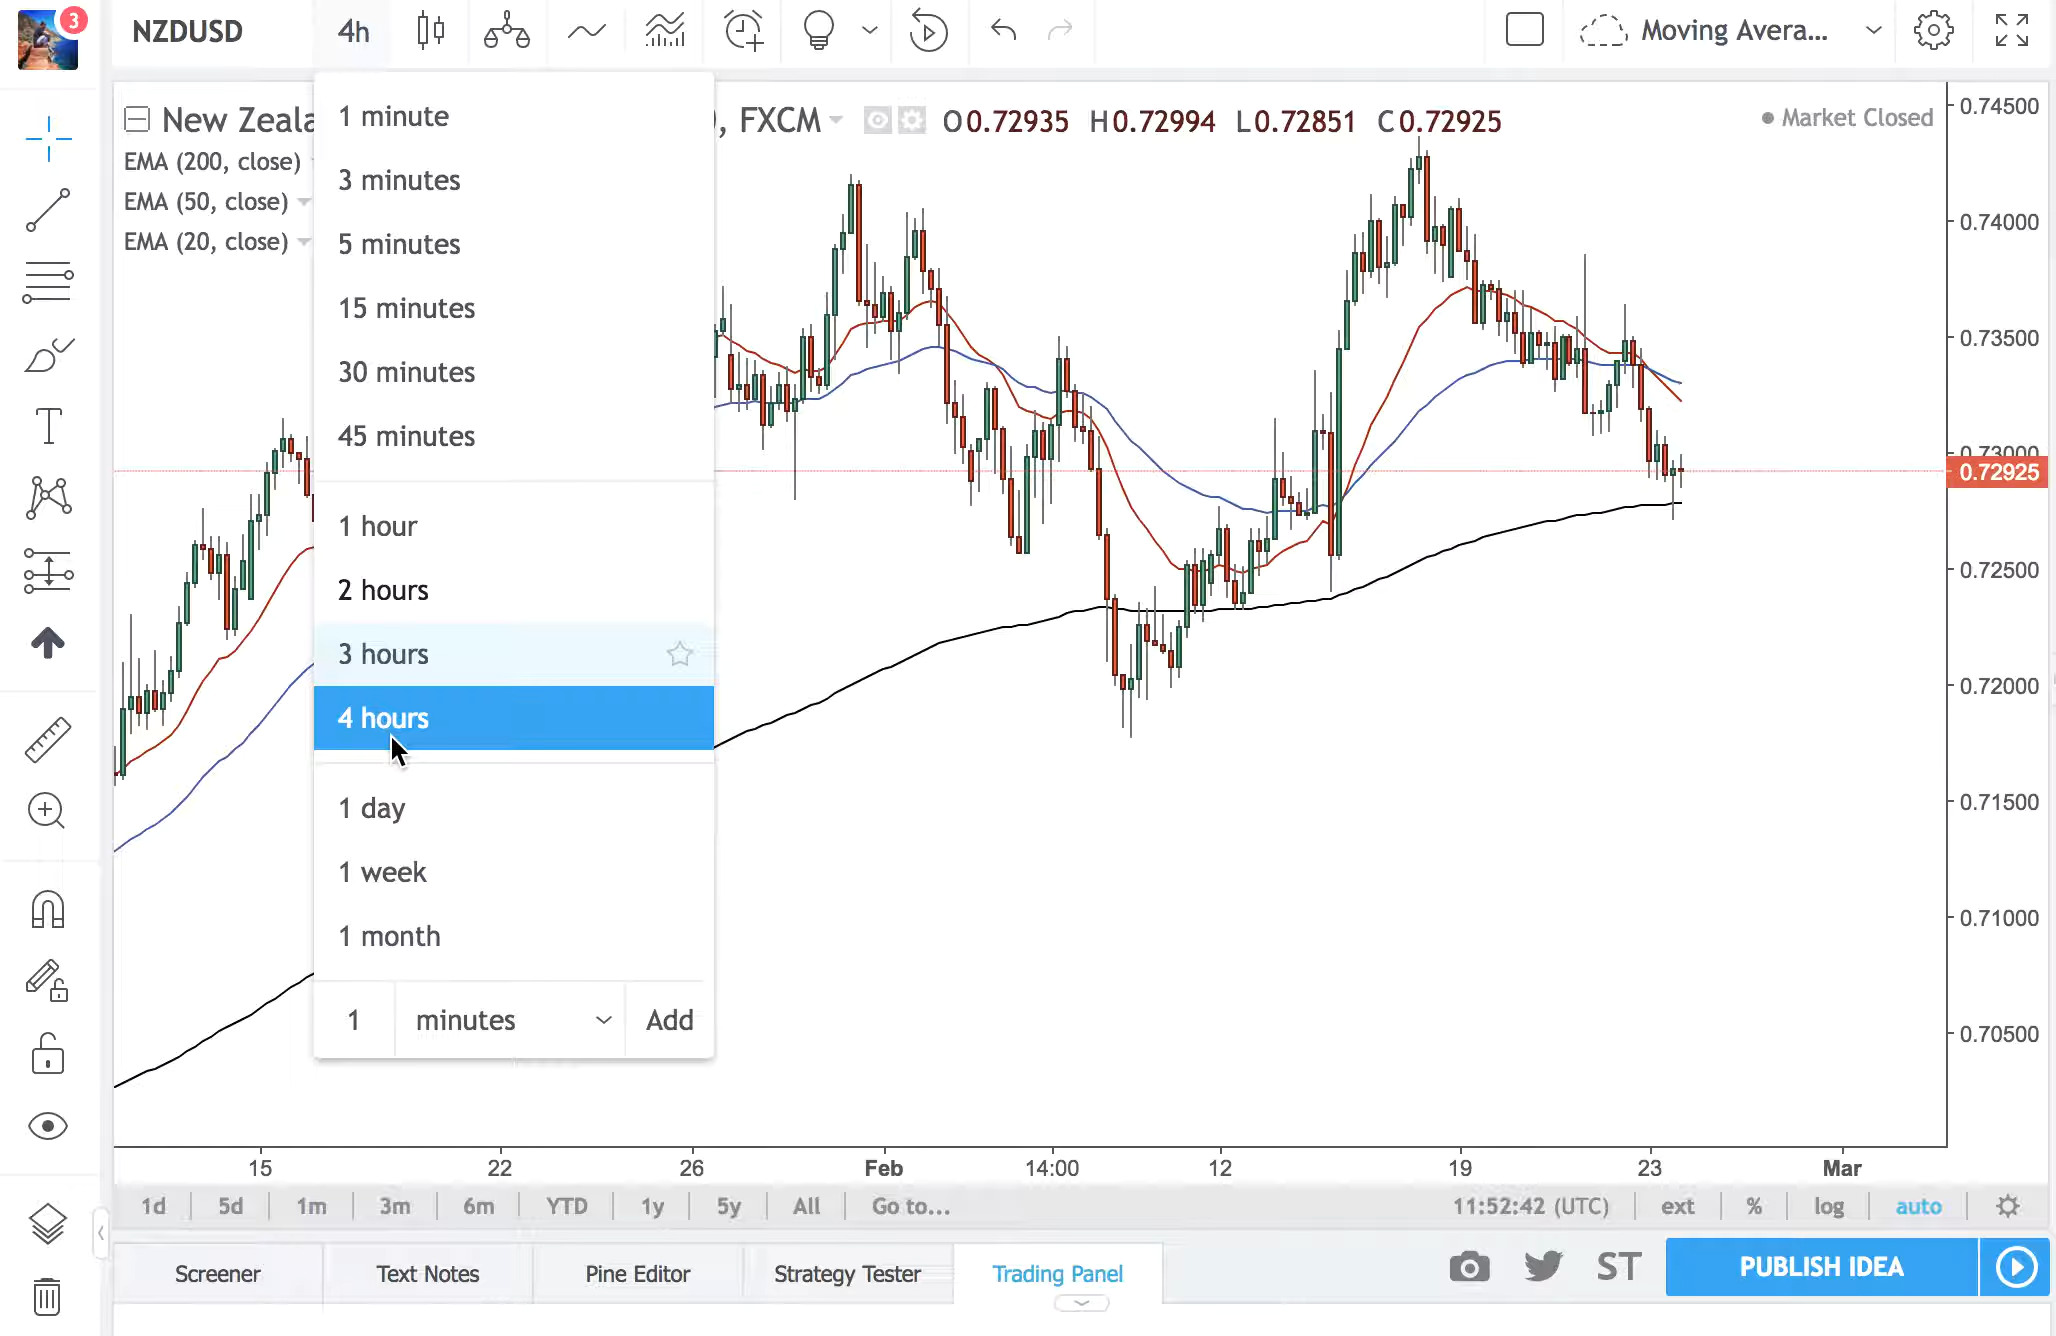 3
NZDUSD
4h
Moving Avera...
New Zeala
), FXCM
O0.72935 H0.72994 L0.72851 C0.72925
Market Closed
EMA (200, close)
EMA (50, close)
EMA (20, close)
1 minute
3 minutes
5 minutes
15 minutes
30 minutes
45 minutes
1 hour
2 hours
3 hours
4 hours
1 day
1 week
1 month
1 minutes Add
0.74500
0.74000
0.73500
0.73000
0.72925
0.72500
0.72000
0.71500
0.71000
0.70500
15 22 26 Feb 14:00 12 19 23 Mar
1d 5d 1m 3m 6m YTD 1y 5y All Go to... 11:52:42 (UTC) ext % log auto
Screener Text Notes Pine Editor Strategy Tester Trading Panel ST PUBLISH IDEA